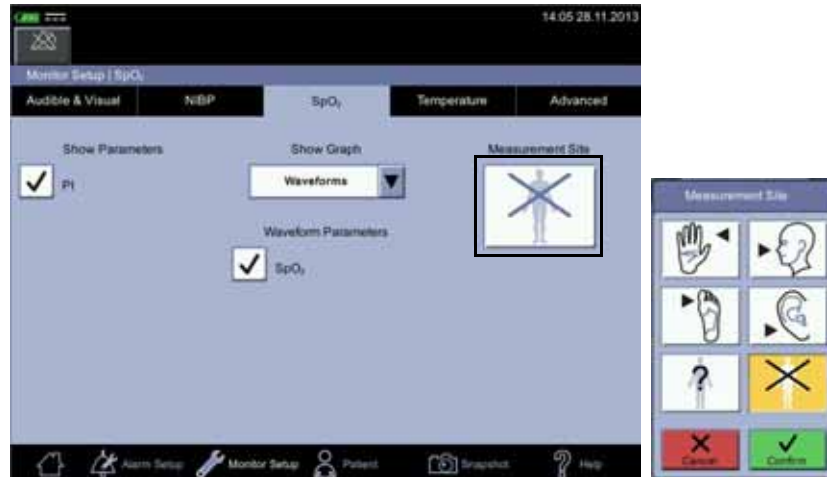 14:05 28.11.2013
Monitor Setup | SpO₂
Audible & Visual NIBP SpO₂ Temperature Advanced
Show Parameters Show Graph Measurement Site
PI Waveforms
Waveform Parameters
SpO₂
Alarm Setup Monitor Setup Patient Snapshot Help
Measurement Site
?
Cancel Confirm